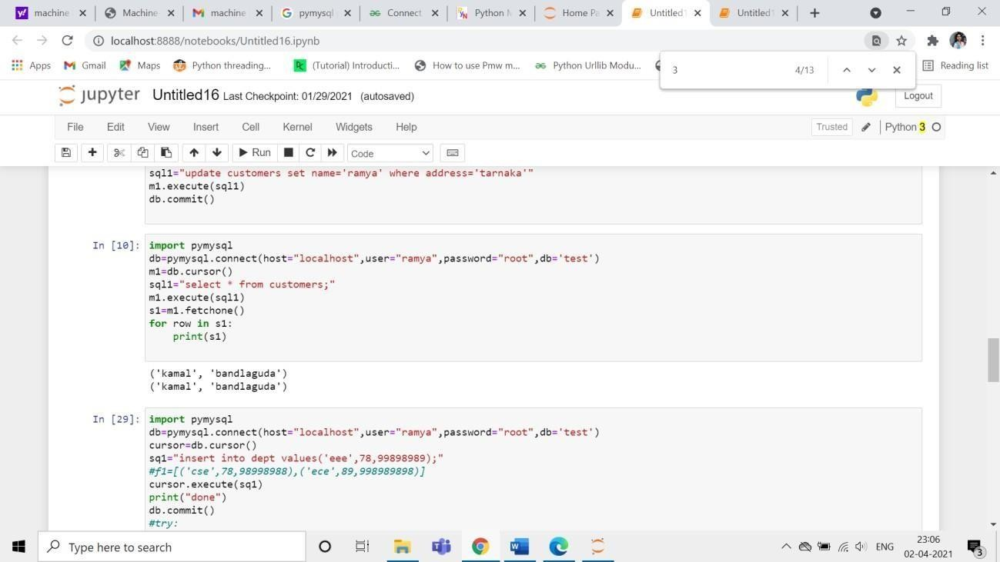 machine
Machine
machine
pymysql
Connect
Python M
Home Pa
Untitled1
Untitled1
localhost:8888/notebooks/Untitled16.ipynb
Apps
Gmail
Maps
Python threading...
(Tutorial) Introducti...
How to use Pmw m...
Python Urllib Modu...
Reading list
3
4/13
jupyter Untitled16 Last Checkpoint: 01/29/2021 (autosaved)
Logout
File Edit View Insert Cell Kernel Widgets Help
Trusted
Python 3
Run
Code
sql1="update customers set name='ramya' where address='tarnaka'"
m1.execute(sql1)
db.commit()
In [10]: import pymysql
db=pymysql.connect(host="localhost",user="ramya",password="root",db='test')
m1=db.cursor()
sql1="select * from customers;"
m1.execute(sql1)
s1=m1.fetchone()
for row in s1:
    print(s1)
('kamal', 'bandlaguda')
('kamal', 'bandlaguda')
In [29]: import pymysql
db=pymysql.connect(host="localhost",user="ramya",password="root",db='test')
cursor=db.cursor()
sq1="insert into dept values('eee',78,99898989);"
#f1=[('cse',78,98998988),('ece',89,998989898)]
cursor.execute(sq1)
print("done")
db.commit()
#try:
Type here to search
ENG
23:06
02-04-2021
3